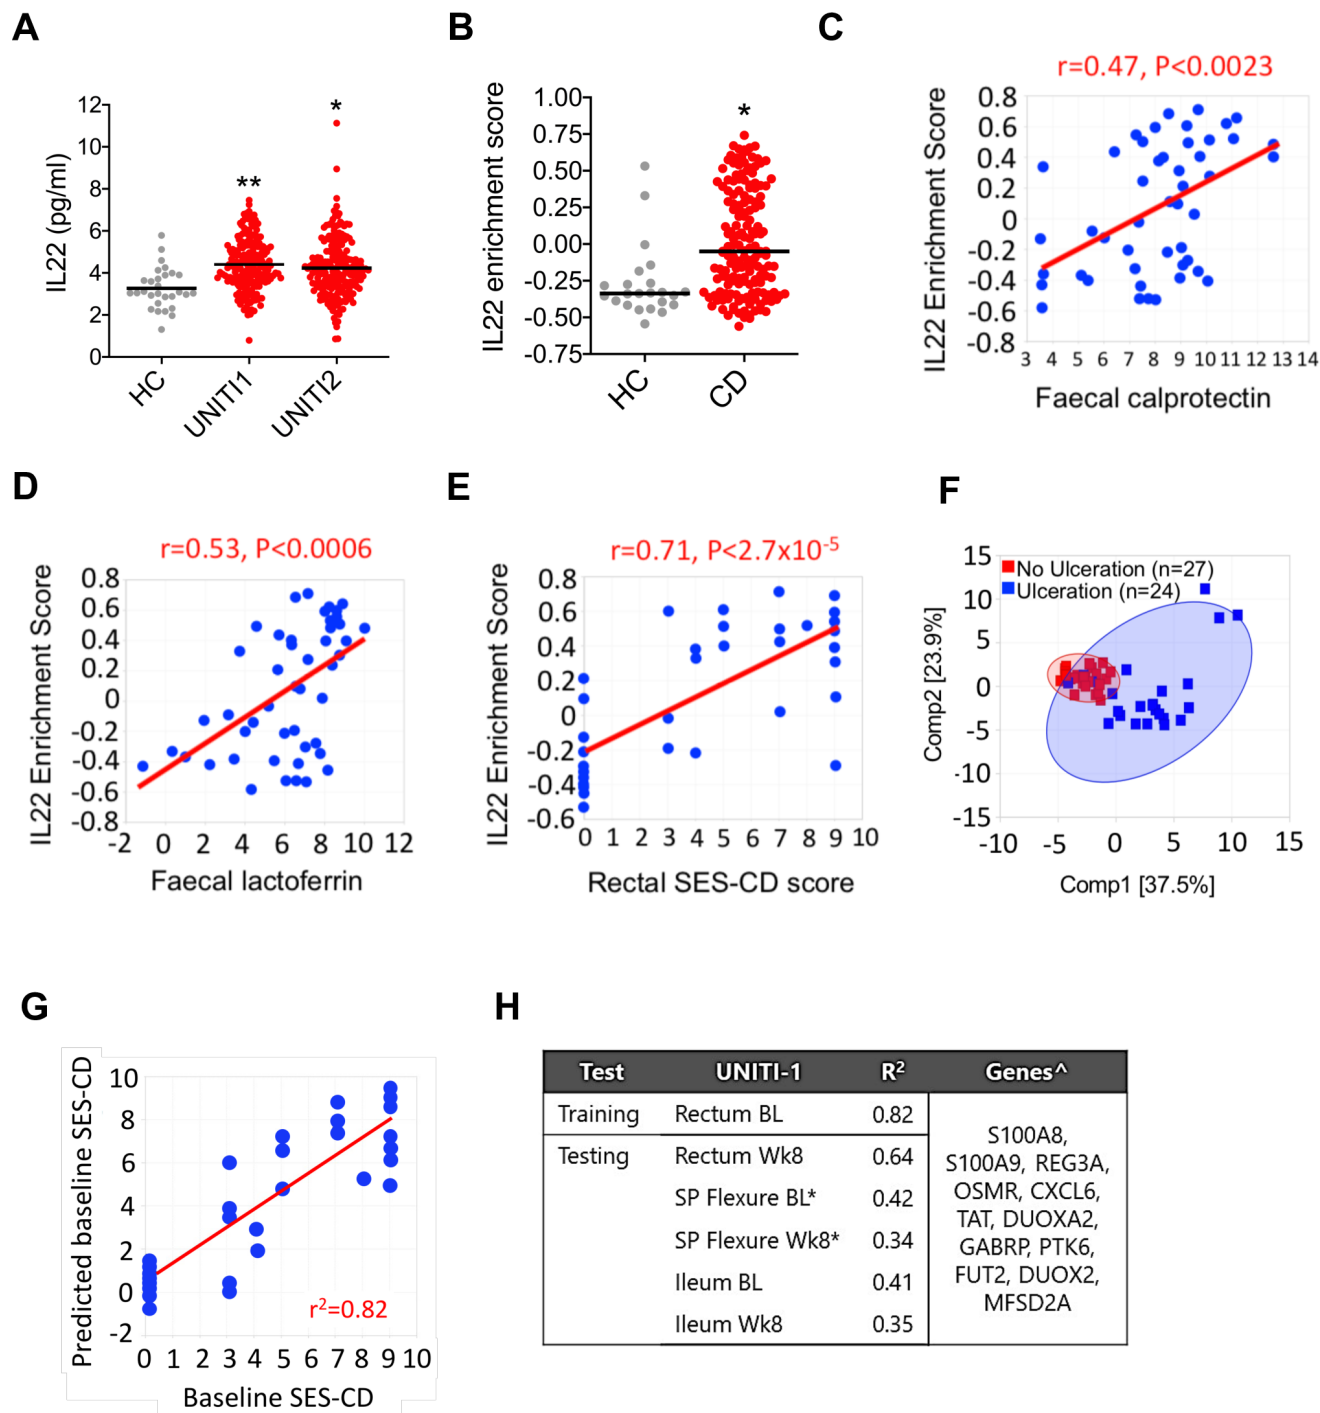 A
12
10
8
6
4
2
0
IL22 (pg/ml)
**
*
HC
UNITI1
UNITI2
B
1.00
0.75
0.50
0.25
0.00
-0.25
-0.50
-0.75
IL22 enrichment score
*
HC
CD
C
r=0.47, P<0.0023
0.8
0.6
0.4
0.2
0
-0.2
-0.4
-0.6
-0.8
IL22 Enrichment Score
3 4 5 6 7 8 9 10 11 12 13 14
Faecal calprotectin
D
r=0.53, P<0.0006
0.8
0.6
0.4
0.2
0
-0.2
-0.4
-0.6
-0.8
IL22 Enrichment Score
-2 0 2 4 6 8 10 12
Faecal lactoferrin
E
r=0.71, P<2.7x10-5
0.8
0.6
0.4
0.2
0
-0.2
-0.4
-0.6
IL22 Enrichment Score
0 1 2 3 4 5 6 7 8 9 10
Rectal SES-CD score
F
15
10
5
0
-5
-10
-15
Comp2 [23.9%]
No Ulceration (n=27)
Ulceration (n=24)
-10 -5 0 5 10 15
Comp1 [37.5%]
G
10
8
6
4
2
0
-2
Predicted baseline SES-CD
r2=0.82
0 1 2 3 4 5 6 7 8 9 10
Baseline SES-CD
H
Test UNITI-1 R2 Genes^
Training Rectum BL 0.82
Testing Rectum Wk8 0.64
SP Flexure BL* 0.42
SP Flexure Wk8* 0.34
Ileum BL 0.41
Ileum Wk8 0.35
S100A8,
S100A9, REG3A,
OSMR, CXCL6,
TAT, DUOXA2,
GABRP, PTK6,
FUT2, DUOX2,
MFSD2A